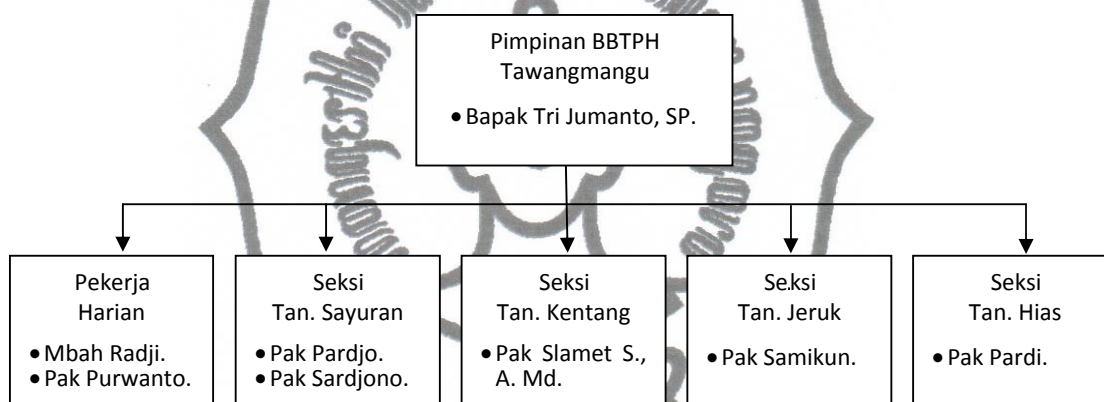 Pimpinan BBTPH
Tawangmangu
• Bapak Tri Jumanto, SP.
Pekerja
Harian
• Mbah Radji.
• Pak Purwanto.
Seksi
Tan. Sayuran
• Pak Pardjo.
• Pak Sardjono.
Seksi
Tan. Kentang
• Pak Slamet S.,
A. Md.
Seksi
Tan. Jeruk
• Pak Samikun.
Seksi
Tan. Hias
• Pak Pardi.